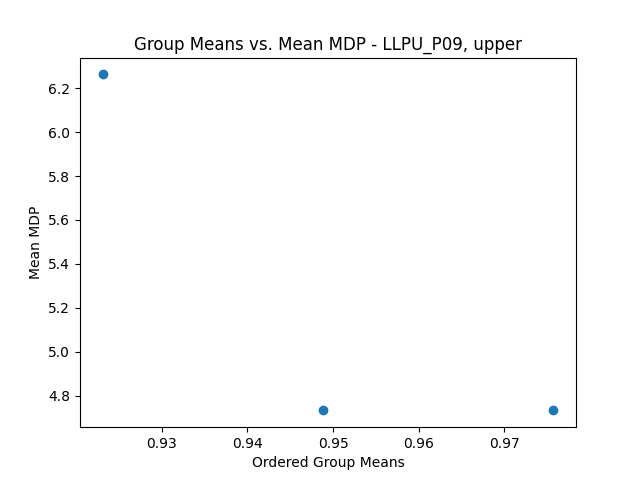 Group Means vs. Mean MDP - LLPU_P09, upper
6.2
6.0
5.8
5.6
5.4
5.2
5.0
4.8
Mean MDP
0.93 0.94 0.95 0.96 0.97
Ordered Group Means